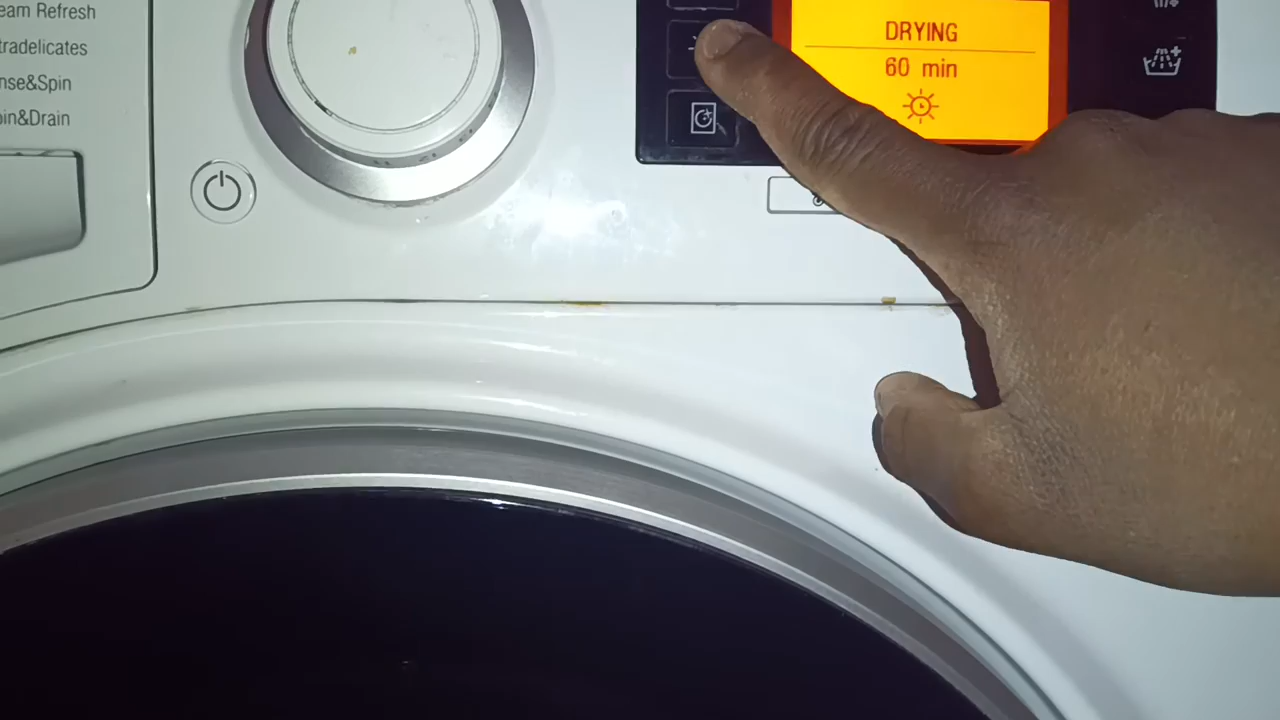 eam Refresh
tradelicates
nse&Spin
pin&Drain
DRYING
60 min